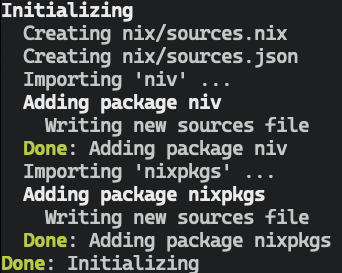 Initializing
Creating nix/sources.nix
Creating nix/sources.json
Importing 'niv' ...
Adding package niv
Writing new sources file
Done: Adding package niv
Importing 'nixpkgs' ...
Adding package nixpkgs
Writing new sources file
Done: Adding package nixpkgs
Done: Initializing